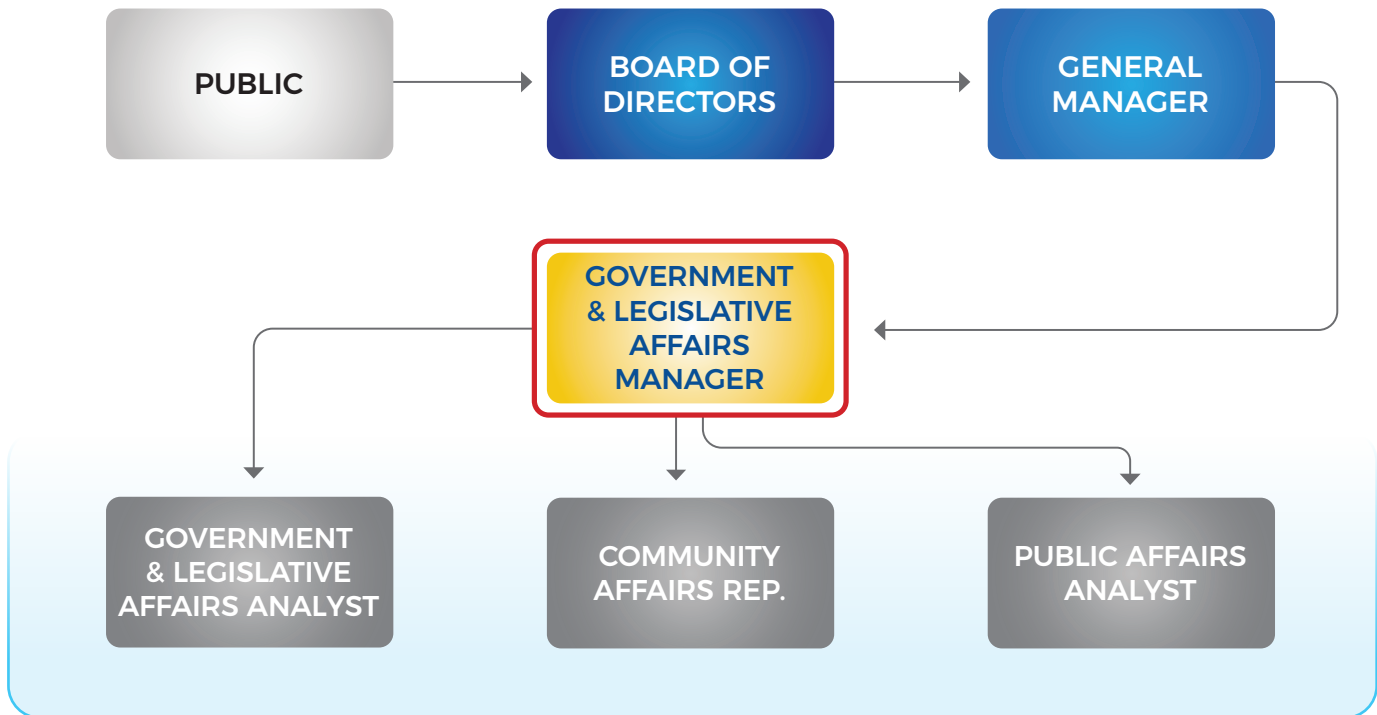 PUBLIC
BOARD OF
DIRECTORS
GENERAL
MANAGER
GOVERNMENT
& LEGISLATIVE
AFFAIRS
MANAGER
GOVERNMENT
& LEGISLATIVE
AFFAIRS ANALYST
COMMUNITY
AFFAIRS REP.
PUBLIC AFFAIRS
ANALYST